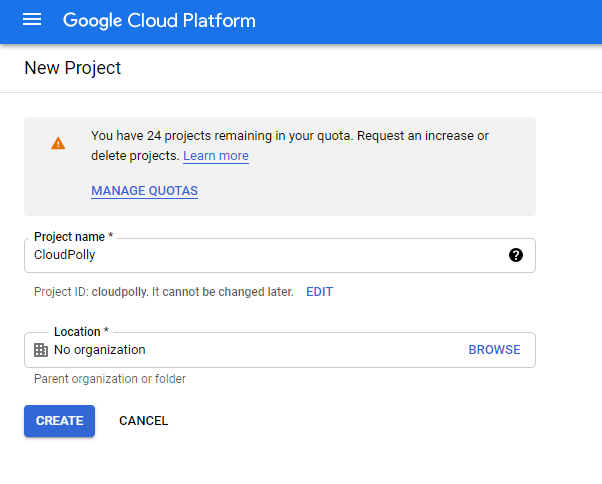 Google Cloud Platform
New Project
You have 24 projects remaining in your quota. Request an increase or
delete projects. Learn more
MANAGE QUOTAS
Project name *
CloudPolly
Project ID: cloudpolly. It cannot be changed later. EDIT
Location *
No organization BROWSE
Parent organization or folder
CREATE CANCEL